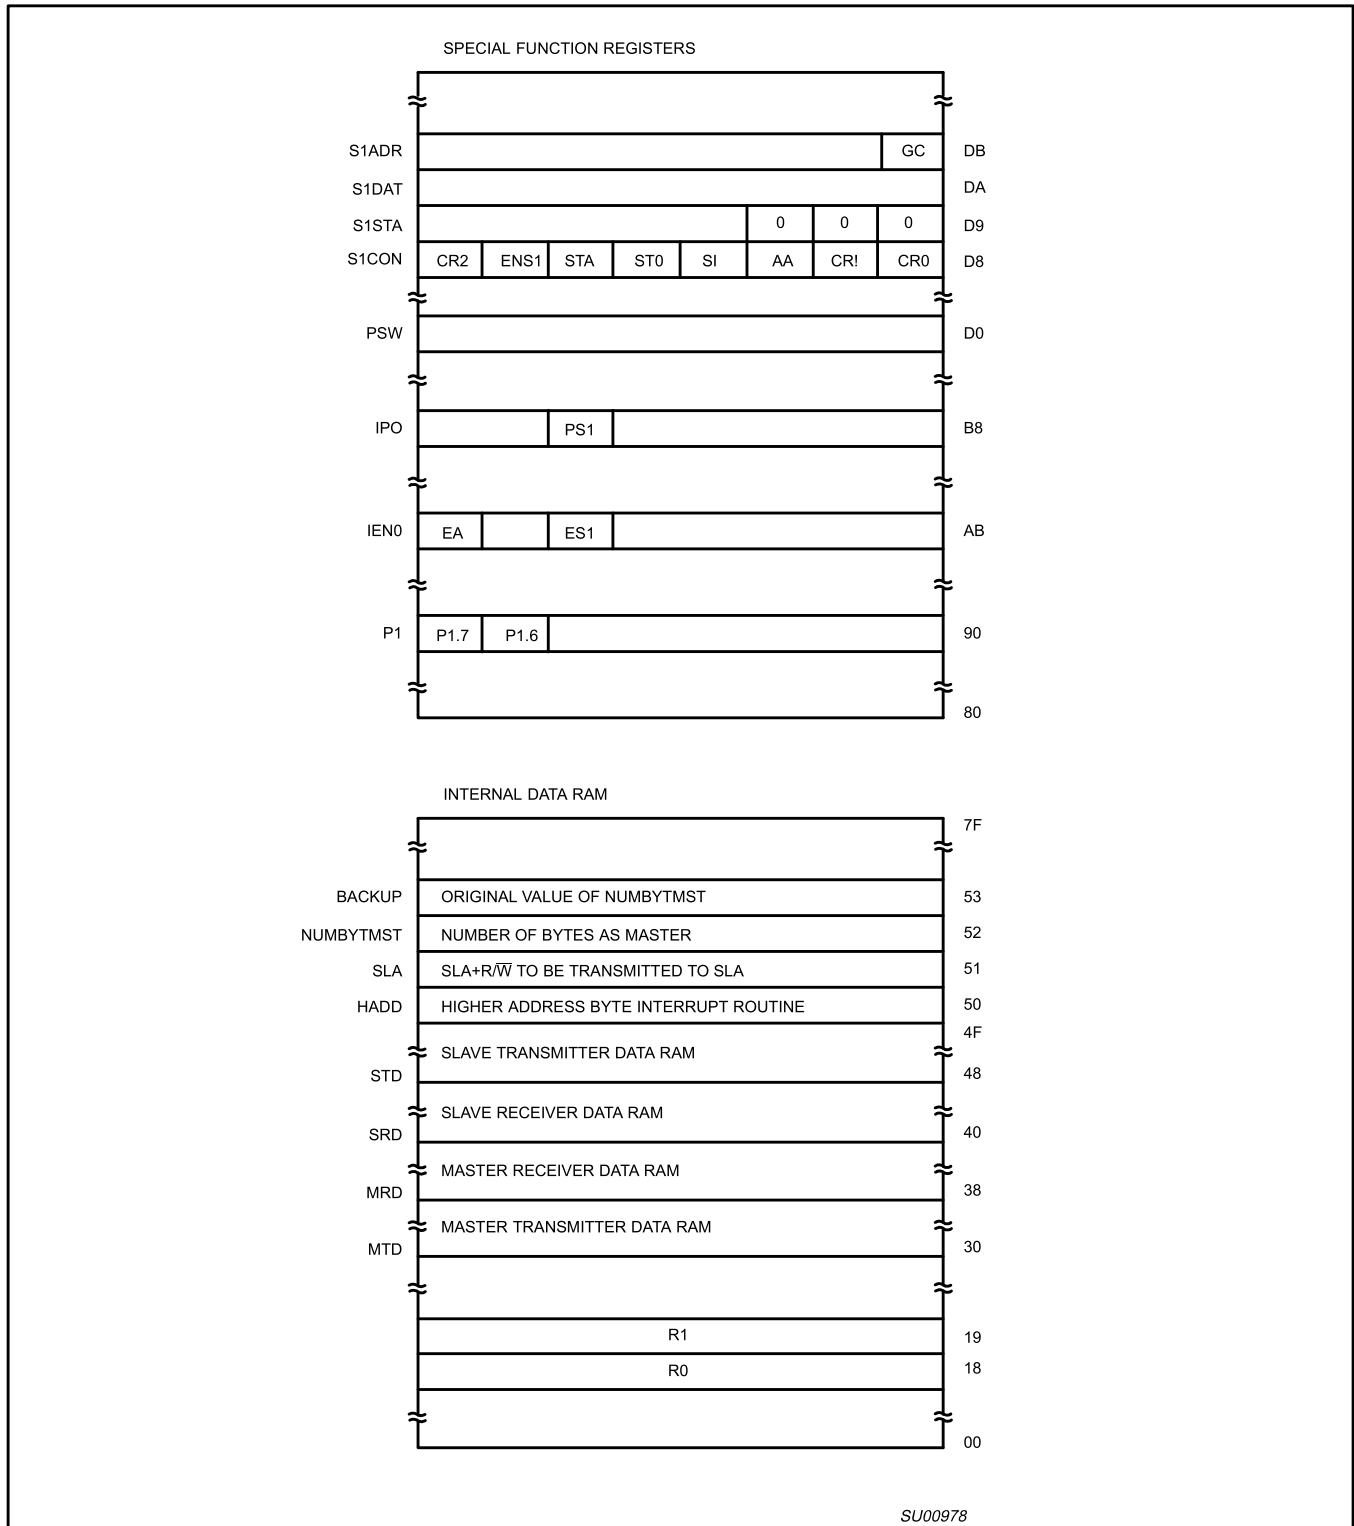 SPECIAL FUNCTION REGISTERS
S1ADR GC DB
S1DAT DA
S1STA 0 0 0 D9
S1CON CR2 ENS1 STA ST0 SI AA CR! CR0 D8
PSW D0
IPO PS1 B8
IEN0 EA ES1 AB
P1 P1.7 P1.6 90
80
INTERNAL DATA RAM
7F
BACKUP ORIGINAL VALUE OF NUMBYTMST 53
NUMBYTMST NUMBER OF BYTES AS MASTER 52
SLA SLA+R/W̅ TO BE TRANSMITTED TO SLA 51
HADD HIGHER ADDRESS BYTE INTERRUPT ROUTINE 50
4F
SLAVE TRANSMITTER DATA RAM
STD 48
SLAVE RECEIVER DATA RAM
SRD 40
MASTER RECEIVER DATA RAM
MRD 38
MASTER TRANSMITTER DATA RAM
MTD 30
R1 19
R0 18
00
SU00978